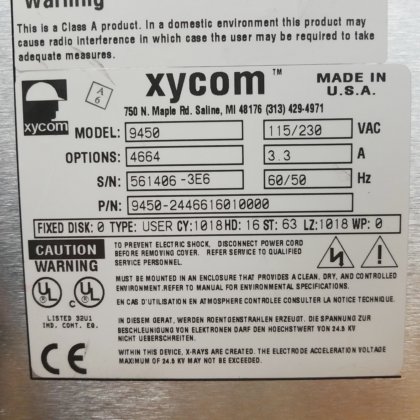 Warning
This is a Class A product. In a domestic environment this product may
cause radio interference in which case the user may be required to take
adequate measures.
A
6
xycom
xycom™
MADE IN
U.S.A.
750 N. Maple Rd. Saline, MI 48176 (313) 429-4971
MODEL: 9450 115/230 VAC
OPTIONS: 4664 3.3 A
S/N: 561406 -3E6 60/50 Hz
P/N: 9450-2446616010000
FIXED DISK: 0 TYPE: USER CY:1018 HD: 16 ST: 63 LZ:1018 WP: 0
CAUTION
WARNING
TO PREVENT ELECTRIC SHOCK, DISCONNECT POWER CORD
BEFORE REMOVING COVER. REFER SERVICE TO QUALIFIED
SERVICE PERSONNEL.
MUST BE MOUNTED IN AN ENCLOSURE THAT PROVIDES A CLEAN, DRY, AND CONTROLLED
ENVIRONMENT.REFER TO MANUAL FOR ENVIRONMENTAL SPECIFICATIONS.
EN CAS D'UTILISATION EN ATMOSPHERE CONTROLEE CONSULTER LA NOTICE TECHNIQUE.
UL C UL
LISTED 32U1
IND. CONT. EQ.
IN DIESEM GERÄT, WERDEN ROENTGENSTRAHLEN ERZEUGT. DIE SPANNUNG ZUR
BESCHLEUNIGUNG VON ELEKTRONEN DARF DEN HOECHSTWERT VON 24.5 KV
NICHT UEBERSCHREITEN.
CE
WITHIN THIS DEVICE, X-RAYS ARE CREATED. THE ELECTRODE ACCELERATION VOLTAGE
MAXIMUM OF 24.5 KV MAY NOT BE EXCEEDED.